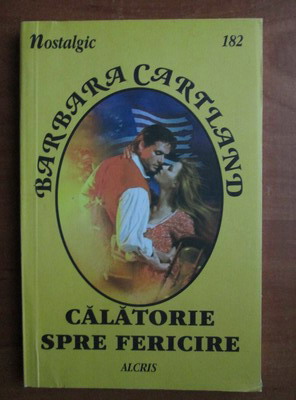 nostalgic 182
BARBARA CARTLAND
CĂLĂTORIE
SPRE FERICIRE
ALCRIS